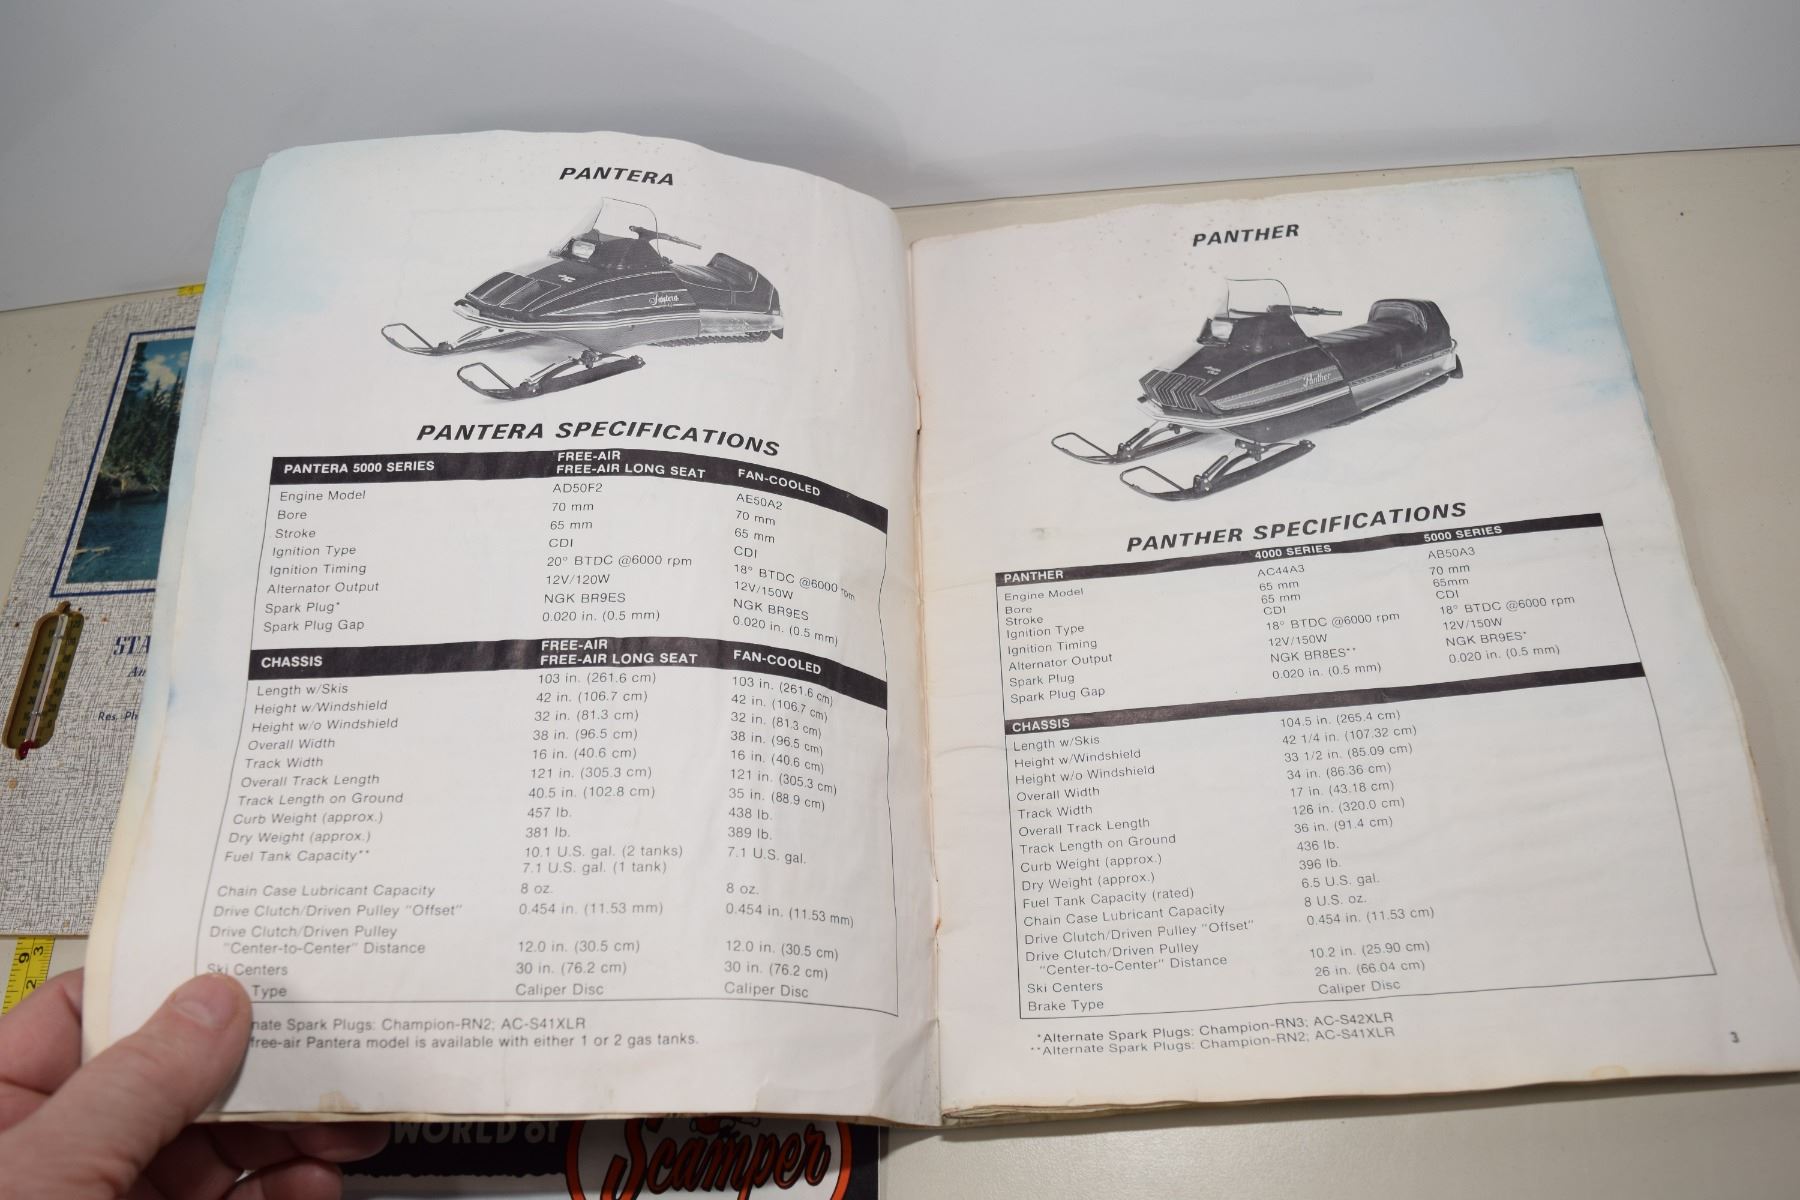 PANTERA
Pantera
PANTERA SPECIFICATIONS
PANTERA 5000 SERIES FREE-AIR FREE-AIR LONG SEAT FAN-COOLED
Engine Model AD50F2 AE50A2
Bore 70 mm 70 mm
Stroke 65 mm 65 mm
Ignition Type CDI CDI
Ignition Timing 20° BTDC @6000 rpm 18° BTDC @6000 rpm
Alternator Output 12V/120W 12V/150W
Spark Plug* NGK BR9ES NGK BR9ES
Spark Plug Gap 0.020 in. (0.5 mm) 0.020 in. (0.5 mm)
CHASSIS FREE-AIR FREE-AIR LONG SEAT FAN-COOLED
Length w/Skis 103 in. (261.6 cm) 103 in. (261.6 cm)
Height w/Windshield 42 in. (106.7 cm) 42 in. (106.7 cm)
Height w/o Windshield 32 in. (81.3 cm) 32 in. (81.3 cm)
Overall Width 38 in. (96.5 cm) 38 in. (96.5 cm)
Track Width 16 in. (40.6 cm) 16 in. (40.6 cm)
Overall Track Length 121 in. (305.3 cm) 121 in. (305.3 cm)
Track Length on Ground 40.5 in. (102.8 cm) 35 in. (88.9 cm)
Curb Weight (approx.) 457 lb. 438 lb.
Dry Weight (approx.) 381 lb. 389 lb.
Fuel Tank Capacity** 10.1 U.S. gal. (2 tanks) 7.1 U.S. gal.
7.1 U.S. gal. (1 tank)
Chain Case Lubricant Capacity 8 oz. 8 oz.
Drive Clutch/Driven Pulley "Offset" 0.454 in. (11.53 mm) 0.454 in. (11.53 mm)
Drive Clutch/Driven Pulley
"Center-to-Center" Distance 12.0 in. (30.5 cm) 12.0 in. (30.5 cm)
Ski Centers 30 in. (76.2 cm) 30 in. (76.2 cm)
Type Caliper Disc Caliper Disc
nate Spark Plugs: Champion-RN2; AC-S41XLR
free-air Pantera model is available with either 1 or 2 gas tanks.
PANTHER
Panther
PANTHER SPECIFICATIONS
PANTHER 4000 SERIES 5000 SERIES
Engine Model AC44A3 AB50A3
Bore 65 mm 70 mm
Stroke 65 mm 65mm
Ignition Type CDI CDI
Ignition Timing 18° BTDC @6000 rpm 18° BTDC @6000 rpm
Alternator Output 12V/150W 12V/150W
Spark Plug NGK BR8ES** NGK BR9ES*
Spark Plug Gap 0.020 in. (0.5 mm) 0.020 in. (0.5 mm)
CHASSIS
Length w/Skis 104.5 in. (265.4 cm)
Height w/Windshield 42 1/4 in. (107.32 cm)
Height w/o Windshield 33 1/2 in. (85.09 cm)
Overall Width 34 in. (86.36 cm)
Track Width 17 in. (43.18 cm)
Overall Track Length 126 in. (320.0 cm)
Track Length on Ground 36 in. (91.4 cm)
Curb Weight (approx.) 436 lb.
Dry Weight (approx.) 396 lb.
Fuel Tank Capacity (rated) 6.5 U.S. gal.
Chain Case Lubricant Capacity 8 U.S. oz.
Drive Clutch/Driven Pulley "Offset" 0.454 in. (11.53 cm)
Drive Clutch/Driven Pulley
"Center-to-Center" Distance 10.2 in. (25.90 cm)
Ski Centers 26 in. (66.04 cm)
Brake Type Caliper Disc
*Alternate Spark Plugs: Champion-RN3; AC-S42XLR
**Alternate Spark Plugs: Champion-RN2; AC-S41XLR
3
STA
An
Res. Ph
9
3
2
WORLD of
Scamper